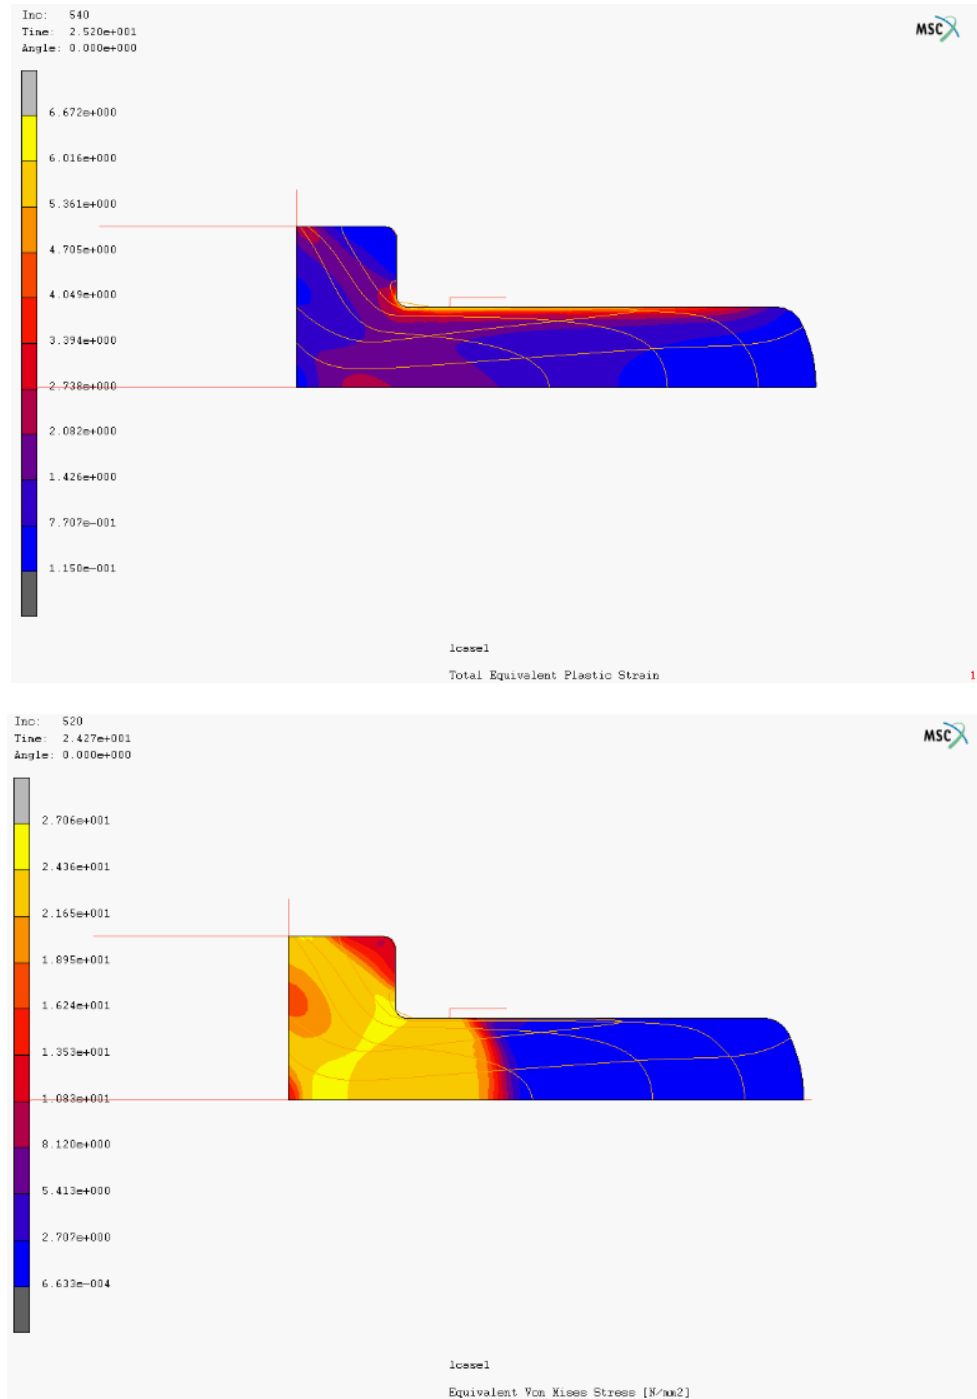 Inc: 540
Time: 2.520e+001
Angle: 0.000e+000
MSC
6.672e+000
6.016e+000
5.361e+000
4.705e+000
4.049e+000
3.394e+000
2.738e+000
2.082e+000
1.426e+000
7.707e-001
1.150e-001
lcase1
Total Equivalent Plastic Strain
1
Inc: 520
Time: 2.427e+001
Angle: 0.000e+000
MSC
2.706e+001
2.436e+001
2.165e+001
1.895e+001
1.624e+001
1.353e+001
1.083e+001
8.120e+000
5.413e+000
2.707e+000
6.633e-004
lcase1
Equivalent Von Mises Stress [N/mm2]